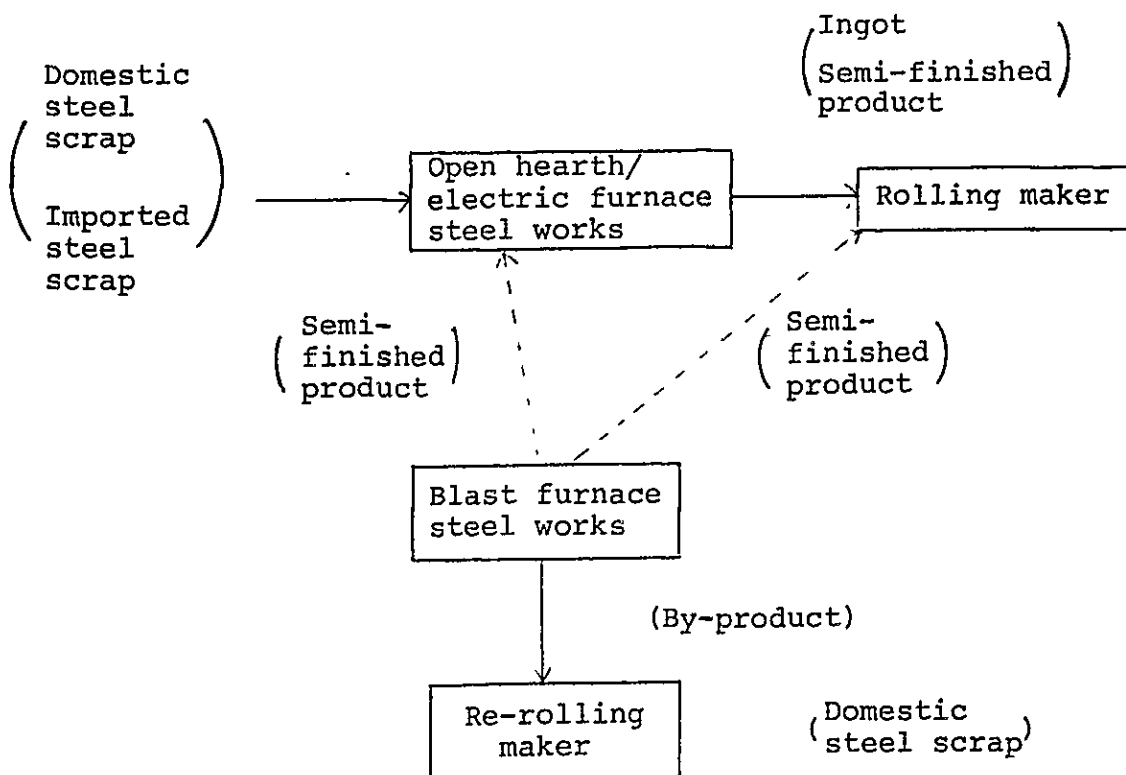 Ingot
Semi-finished
product
Domestic
steel
scrap
Imported
steel
scrap
Open hearth/
electric furnace
steel works
Rolling maker
Semi-
finished
product
Semi-
finished
product
Blast furnace
steel works
(By-product)
Re-rolling
maker
(Domestic
steel scrap)